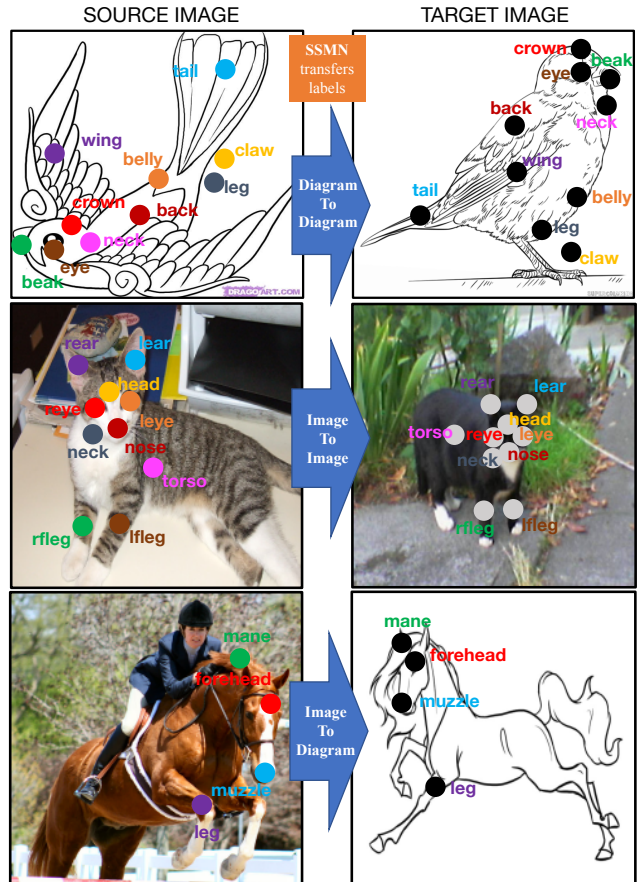 SOURCE IMAGE
TARGET IMAGE
SSMN
transfers
labels
tail
wing
belly
claw
leg
crown
back
neck
eye
beak
DRAGOART.COM
Diagram
To
Diagram
crown
beak
eye
back
neck
wing
tail
belly
leg
claw
rear
lear
head
reye
leye
neck
nose
torso
rfleg
lfleg
Image
To
Image
rear
lear
head
torso
reye
leye
neck
nose
rfleg
lfleg
mane
forehead
muzzle
leg
Image
To
Diagram
mane
forehead
muzzle
leg